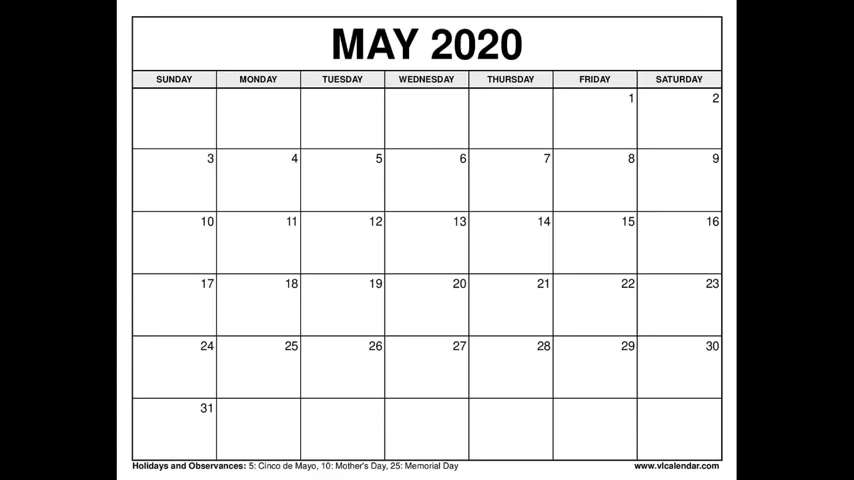 MAY 2020
SUNDAY MONDAY TUESDAY WEDNESDAY THURSDAY FRIDAY SATURDAY
1 2
3 4 5 6 7 8 9
10 11 12 13 14 15 16
17 18 19 20 21 22 23
24 25 26 27 28 29 30
31
Holidays and Observances: 5: Cinco de Mayo, 10: Mother's Day, 25: Memorial Day www.vlcalendar.com